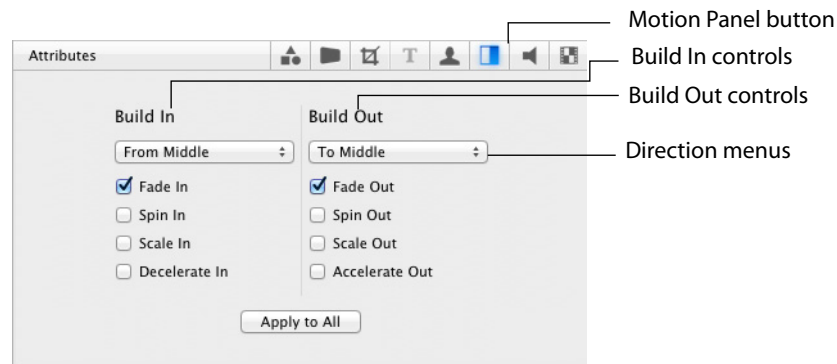 Motion Panel button
Attributes
T
Build In controls
Build Out controls
Build In
Build Out
From Middle
To Middle
Direction menus
Fade In
Fade Out
Spin In
Spin Out
Scale In
Scale Out
Decelerate In
Accelerate Out
Apply to All